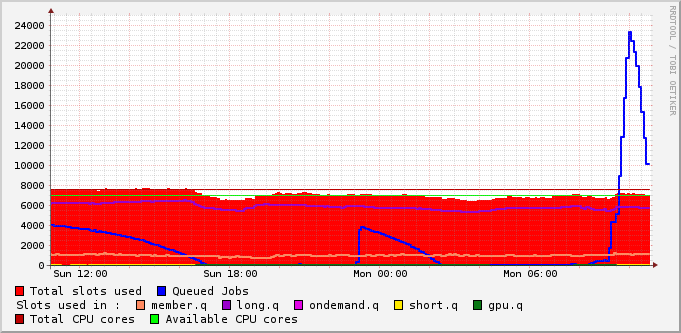 24000
22000
20000
18000
16000
14000
12000
10000
8000
6000
4000
2000
0
Sun 12:00 Sun 18:00 Mon 00:00 Mon 06:00
RRDTOOL / TOBI OETIKER
Total slots used Queued Jobs
Slots used in : member.q long.q ondemand.q short.q gpu.q
Total CPU cores Available CPU cores